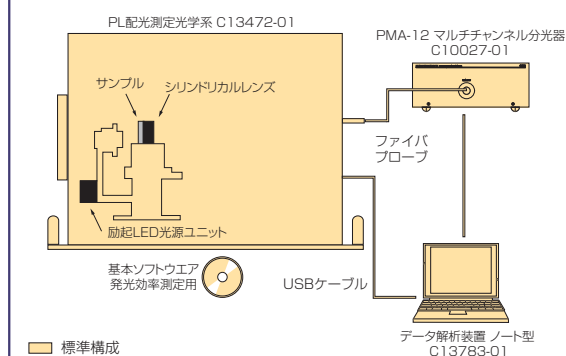 PL配光測定光学系 C13472-01
PMA-12 マルチチャンネル分光器
C10027-01
サンプル
シリンドリカルレンズ
ファイバ
プローブ
励起LED光源ユニット
基本ソフトウエア
発光効率測定用
USBケーブル
データ解析装置 ノート型
C13783-01
標準構成